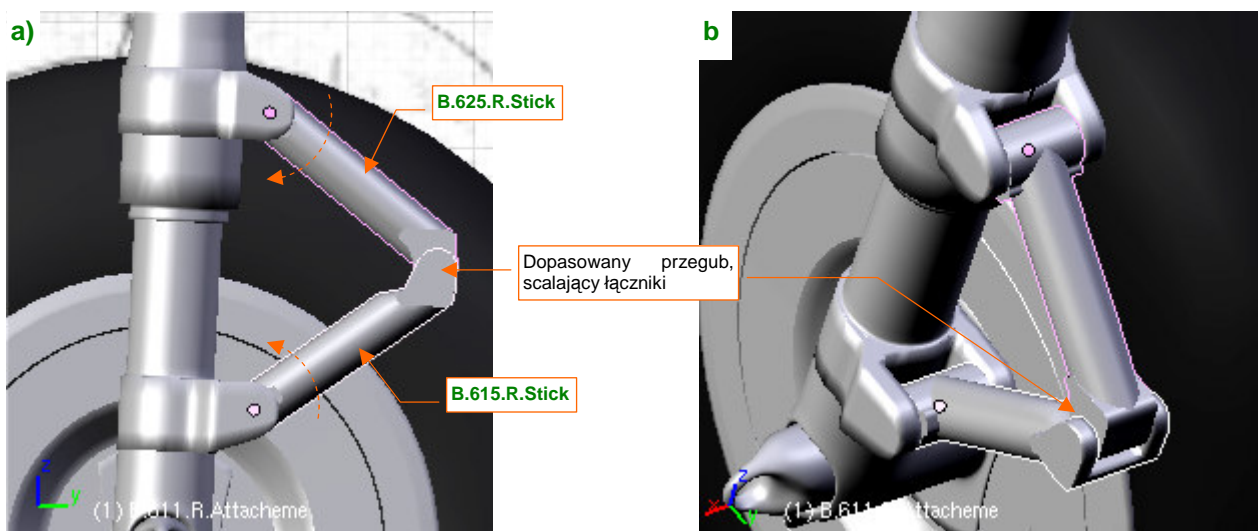 a)
b
B.625.R.Stick
Dopasowany przegub,
scalający łączniki
B.615.R.Stick
z
y
(1) B.611.R.Attacheme
z
x
y
(1) B.611.R.Attacheme